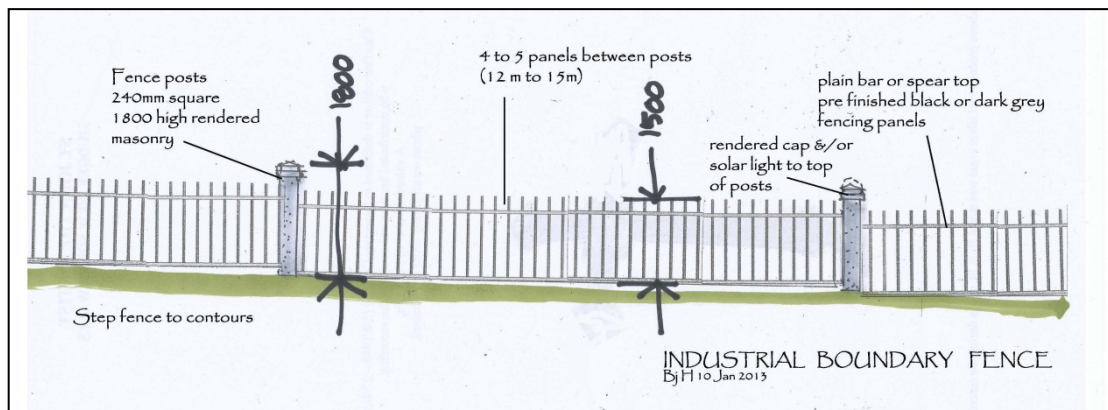 Fence posts
240mm square
1800 high rendered
masonry
1800
4 to 5 panels between posts
(12 m to 15m)
1500
plain bar or spear top
pre finished black or dark grey
fencing panels
rendered cap &/or
solar light to top
of posts
Step fence to contours
INDUSTRIAL BOUNDARY FENCE
Bj H 10 Jan 2013